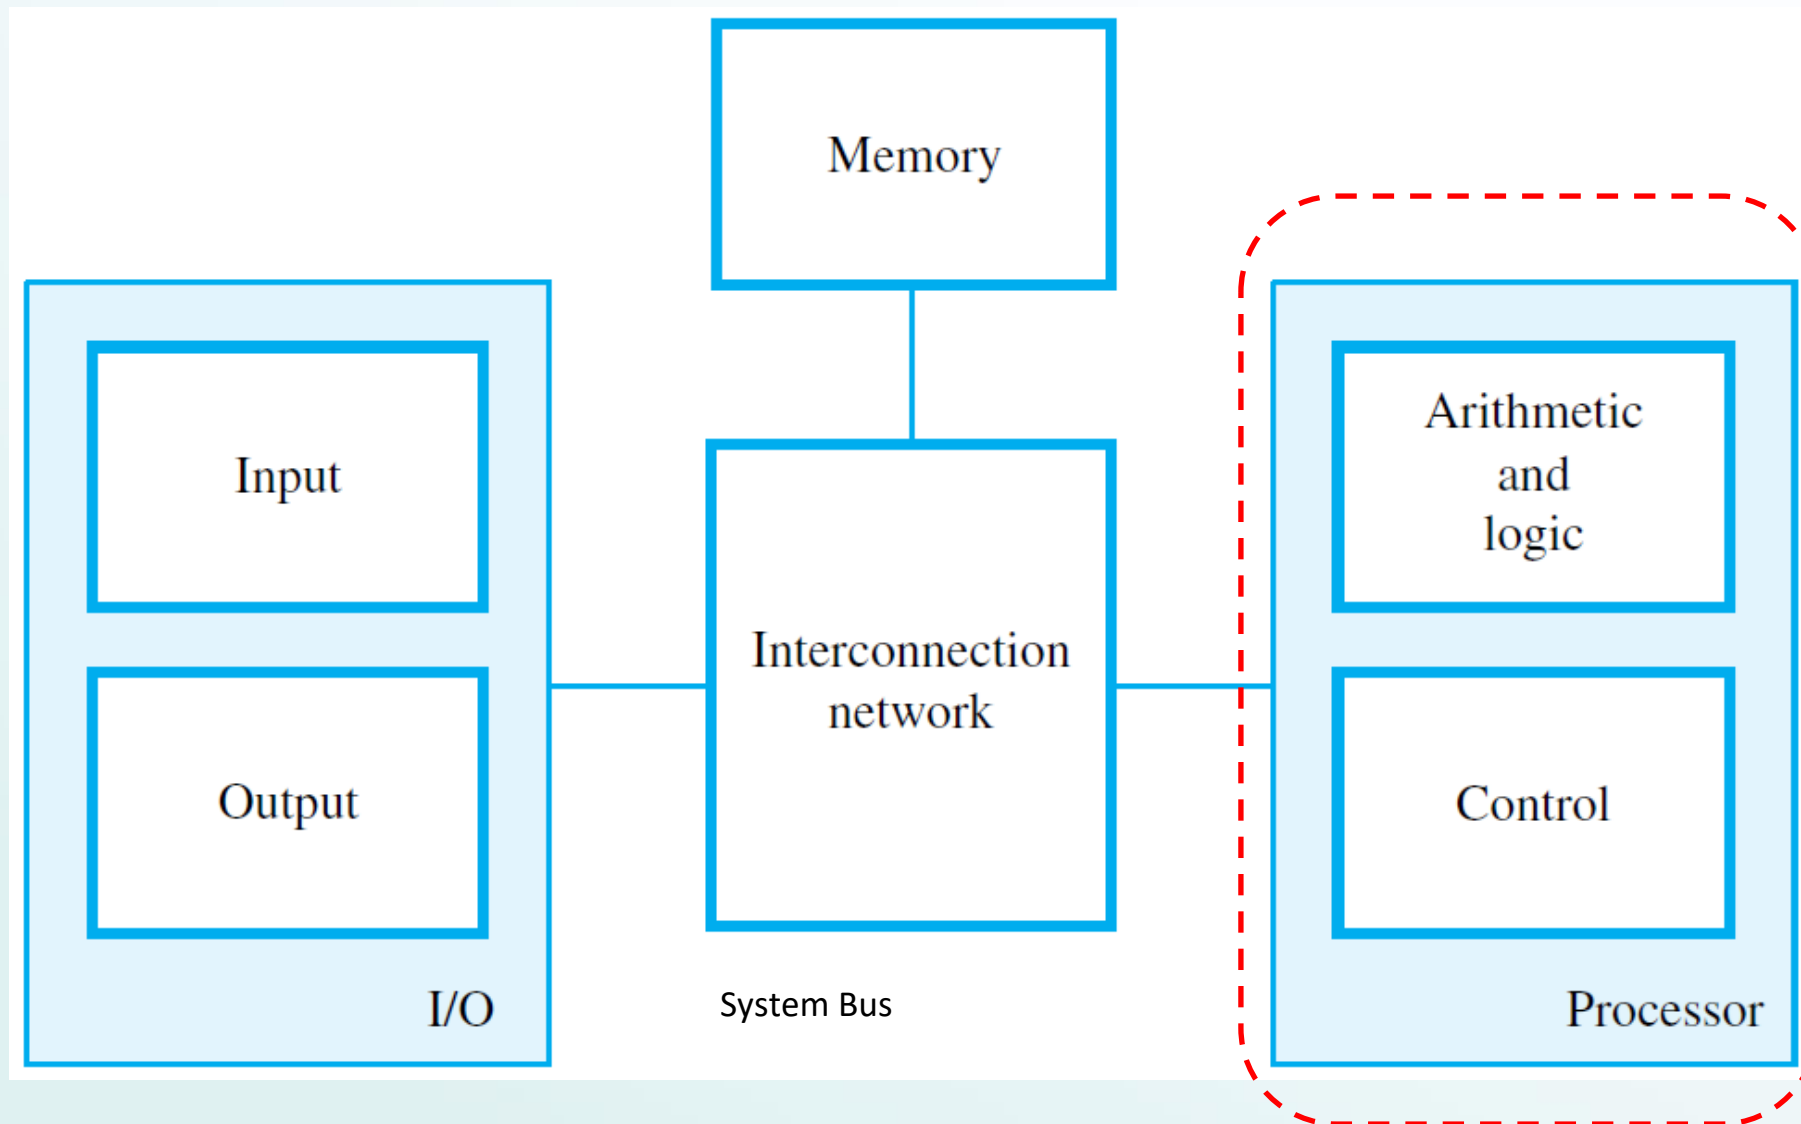 Memory
Input
Output
I/O
Interconnection
network
System Bus
Arithmetic
and
logic
Control
Processor